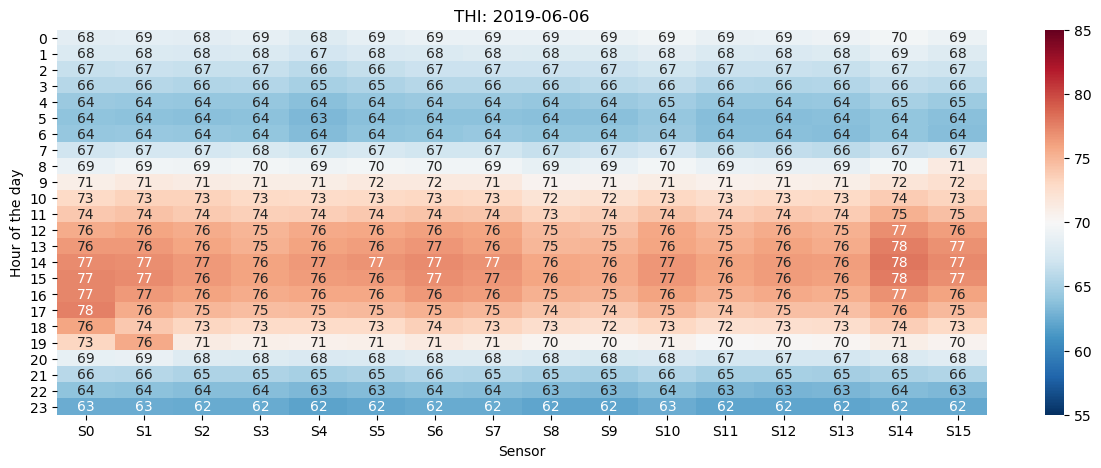 THI: 2019-06-06
Hour of the day
0 68 69 68 69 68 69 69 69 69 69 69 69 69 69 70 69
1 68 68 68 68 67 68 68 68 68 68 68 68 68 68 69 68
2 67 67 67 67 66 66 67 67 67 67 67 67 67 67 67 67
3 66 66 66 66 65 65 66 66 66 66 66 66 66 66 66 66
4 64 64 64 64 64 64 64 64 64 64 65 64 64 64 65 65
5 64 64 64 64 63 64 64 64 64 64 64 64 64 64 64 64
6 64 64 64 64 64 64 64 64 64 64 64 64 64 64 64 64
7 67 67 67 68 67 67 67 67 67 67 67 66 66 66 67 67
8 69 69 69 70 69 70 70 69 69 69 70 69 69 69 70 71
9 71 71 71 71 71 72 72 71 71 71 71 71 71 71 72 72
10 73 73 73 73 73 73 73 73 72 72 73 73 73 73 74 73
11 74 74 74 74 74 74 74 74 73 74 74 74 74 74 75 75
12 76 76 76 75 76 76 76 76 75 75 76 75 76 75 77 76
13 76 76 76 75 76 76 77 76 75 75 76 75 76 76 78 77
14 77 77 77 76 77 77 77 77 76 76 77 76 76 76 78 77
15 77 77 76 76 76 76 77 77 76 76 77 76 76 76 78 77
16 77 77 76 76 76 76 76 76 75 75 76 75 76 75 77 76
17 78 76 75 75 75 75 75 75 74 74 75 74 75 74 76 75
18 76 74 73 73 73 73 74 73 73 72 73 72 73 73 74 73
19 73 76 71 71 71 71 71 71 70 70 71 70 70 70 71 70
20 69 69 68 68 68 68 68 68 68 68 68 67 67 67 68 68
21 66 66 65 65 65 65 66 65 65 65 66 65 65 65 65 66
22 64 64 64 64 63 63 64 64 63 63 64 63 63 63 64 63
23 63 63 62 62 62 62 62 62 62 62 63 62 62 62 62 62
S0 S1 S2 S3 S4 S5 S6 S7 S8 S9 S10 S11 S12 S13 S14 S15
Sensor
85
80
75
70
65
60
55